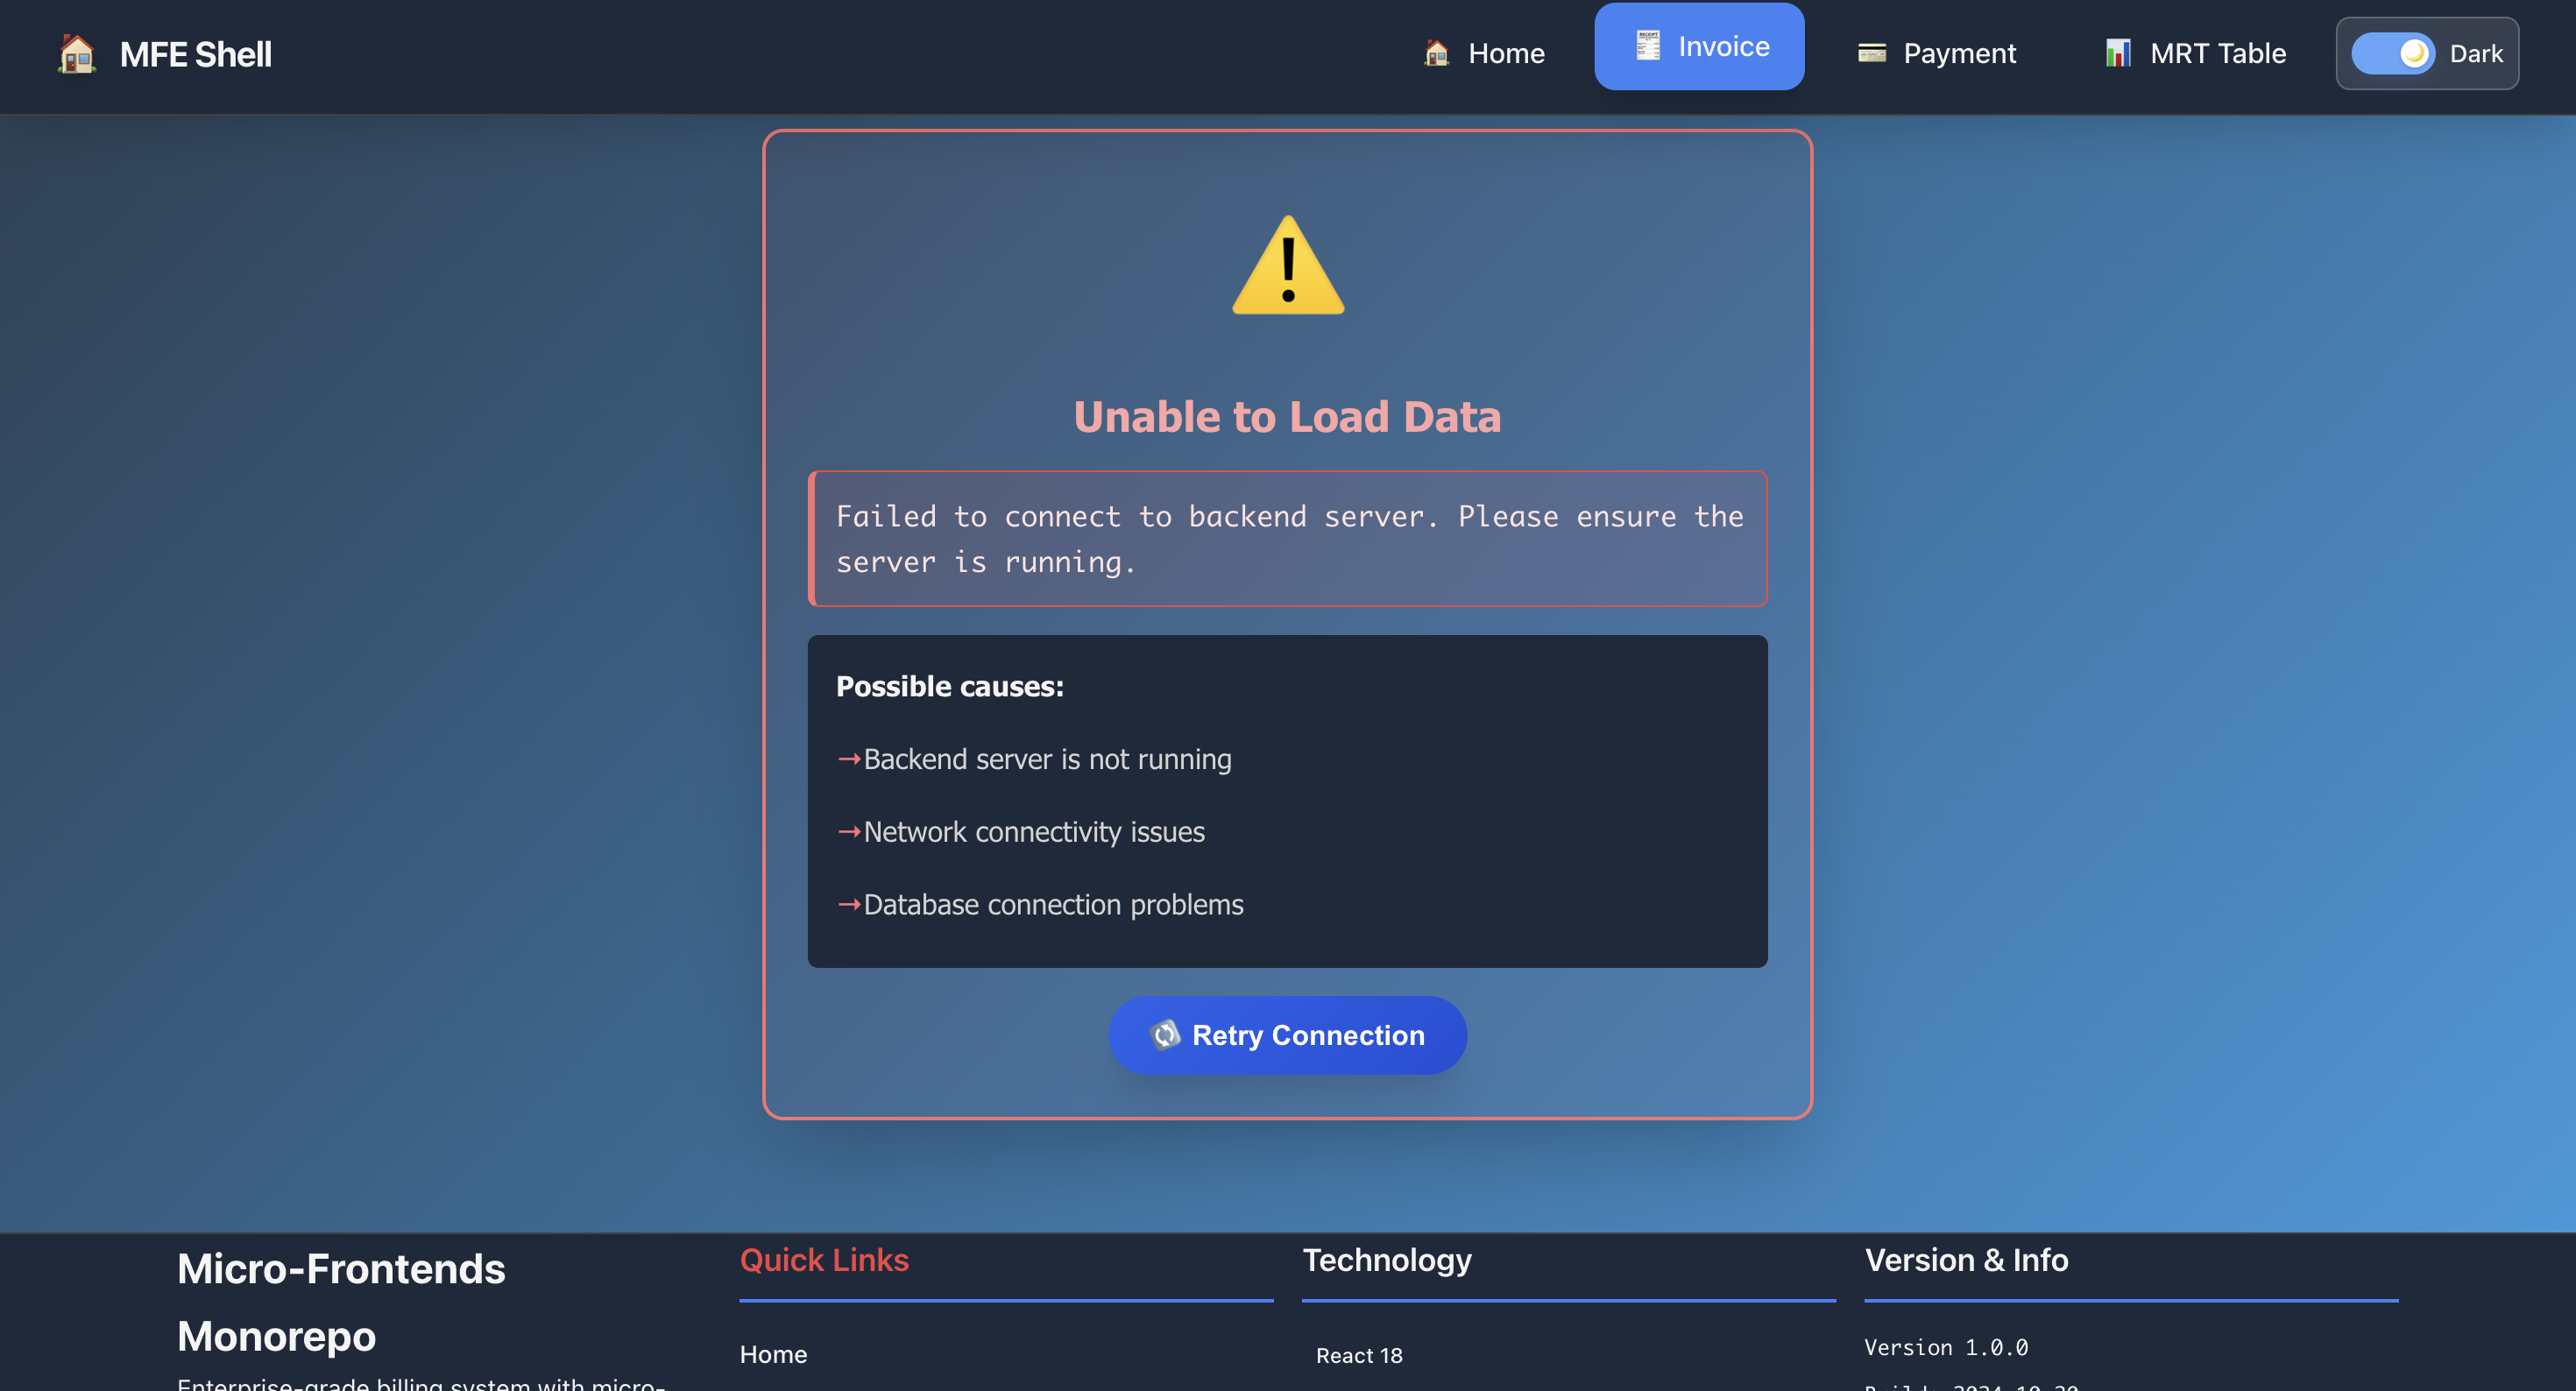 MFE Shell
Home
Invoice
Payment
MRT Table
Dark
Unable to Load Data
Failed to connect to backend server. Please ensure the
server is running.
Possible causes:
→Backend server is not running
→Network connectivity issues
→Database connection problems
Retry Connection
Micro-Frontends
Monorepo
Enterprise-grade billing system with micro-
Quick Links
Home
Technology
React 18
Version & Info
Version 1.0.0